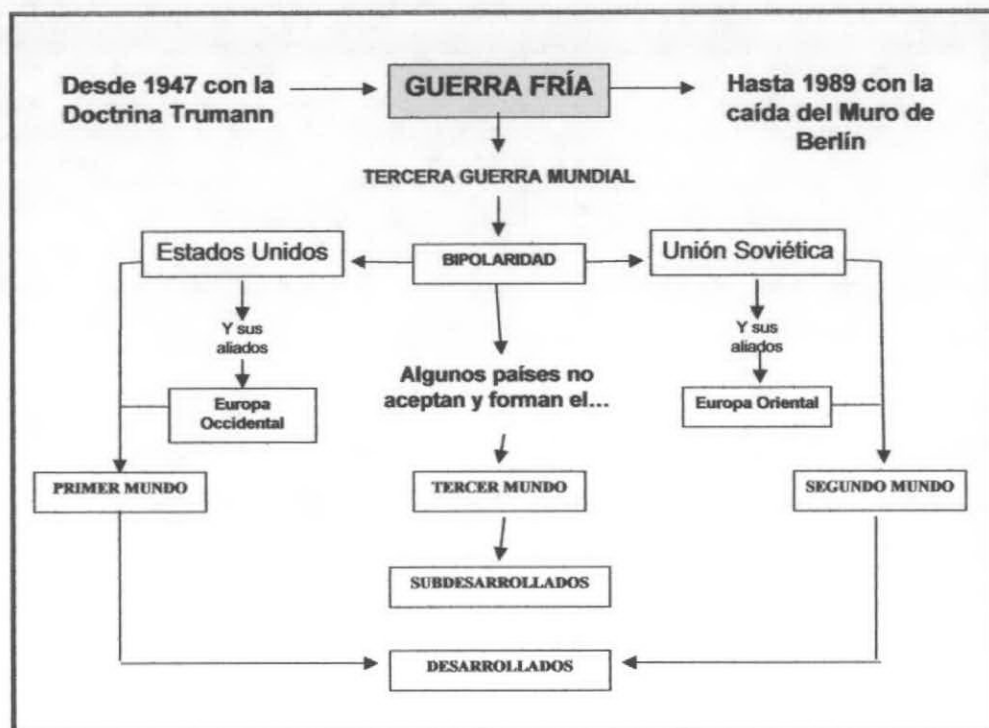 Desde 1947 con la
Doctrina Trumann
GUERRA FRÍA
Hasta 1989 con la
caída del Muro de
Berlín
TERCERA GUERRA MUNDIAL
Estados Unidos
BIPOLARIDAD
Unión Soviética
Y sus
aliados
Y sus
aliados
Algunos países no
aceptan y forman el...
Europa
Occidental
Europa Oriental
PRIMER MUNDO
TERCER MUNDO
SEGUNDO MUNDO
SUBDESARROLLADOS
DESARROLLADOS